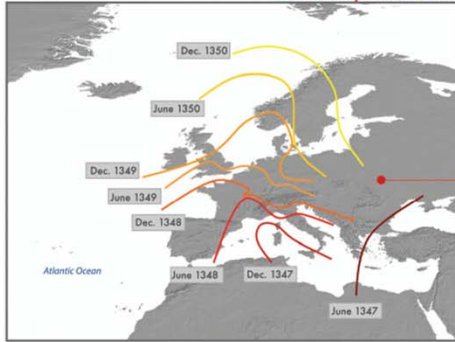 Dec. 1350
June 1350
Dec. 1349
June 1349
Dec. 1348
Atlantic Ocean
June 1348
Dec. 1347
June 1347